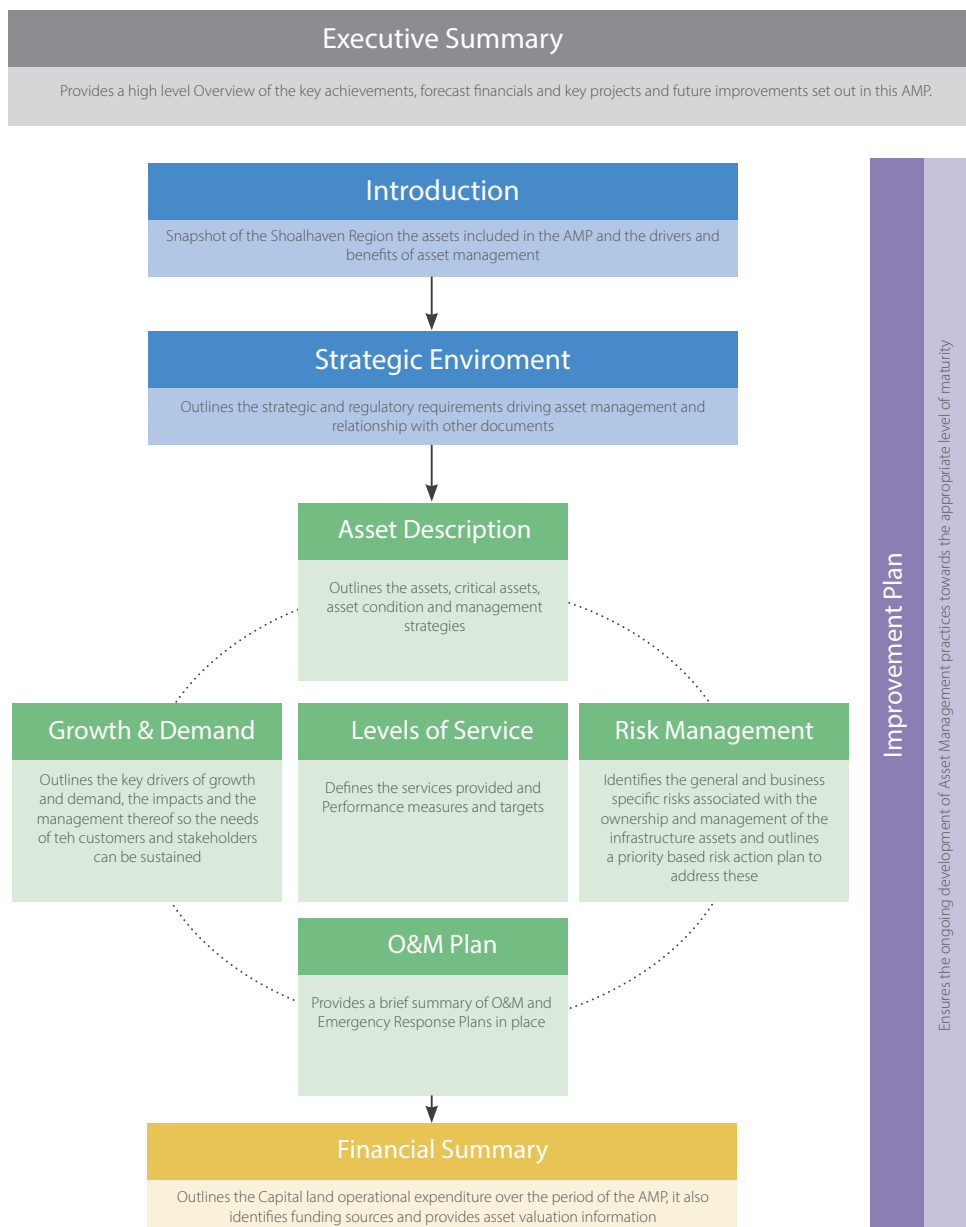 Executive Summary
Provides a high level Overview of the key achievements, forecast financials and key projects and future improvements set out in this AMP.
Introduction
Snapshot of the Shoalhaven Region the assets included in the AMP and the drivers and
benefits of asset management
Strategic Enviroment
Outlines the strategic and regulatory requirements driving asset management and
relationship with other documents
Asset Description
Outlines the assets, critical assets,
asset condition and management
strategies
Growth & Demand
Outlines the key drivers of growth
and demand, the impacts and the
management thereof so the needs
of teh customers and stakeholders
can be sustained
Levels of Service
Defines the services provided and
Performance measures and targets
Risk Management
Identifies the general and business
specific risks associated with the
ownership and management of the
infrastructure assets and outlines
a priority based risk action plan to
address these
O&M Plan
Provides a brief summary of O&M and
Emergency Response Plans in place
Financial Summary
Outlines the Capital land operational expenditure over the period of the AMP, it also
identifies funding sources and provides asset valuation information
Improvement Plan
Ensures the ongoing development of Asset Management practices towards the appropriate level of maturity